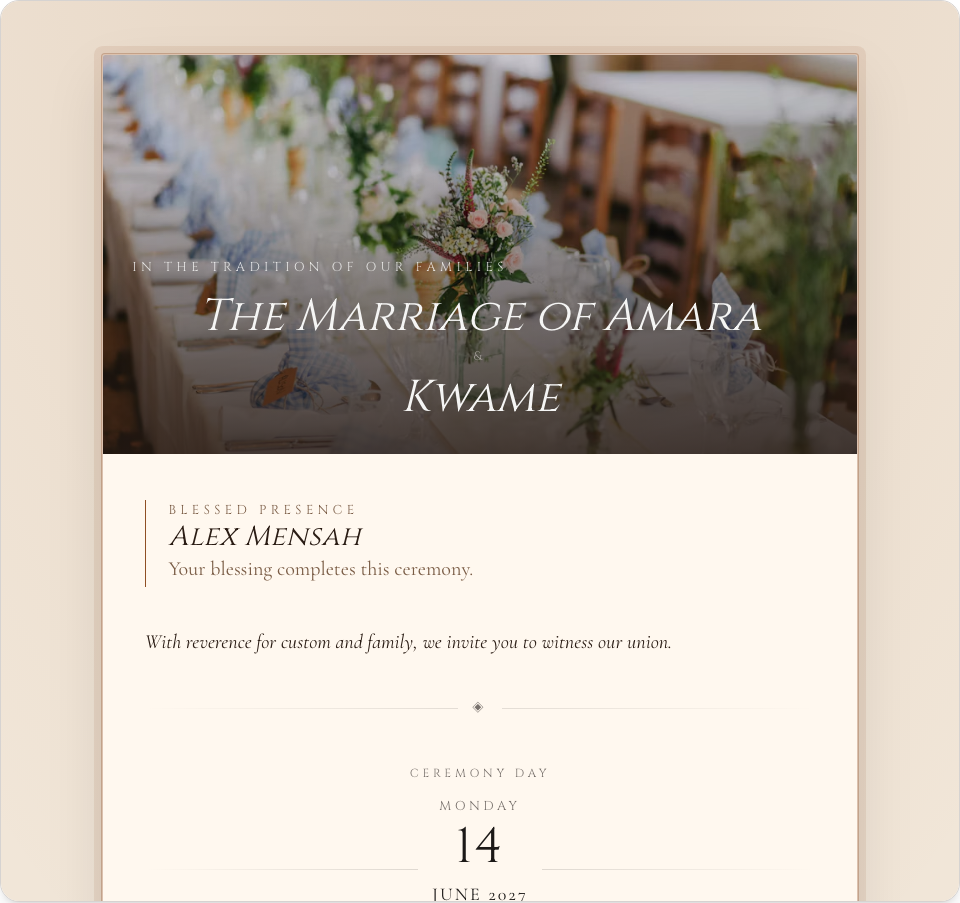 IN THE TRADITION OF OUR FAMILIES
The Marriage of Amara
&
Kwame
BLESSED PRESENCE
Alex Mensah
Your blessing completes this ceremony.
With reverence for custom and family, we invite you to witness our union.
CEREMONY DAY
MONDAY
14
JUNE 2027